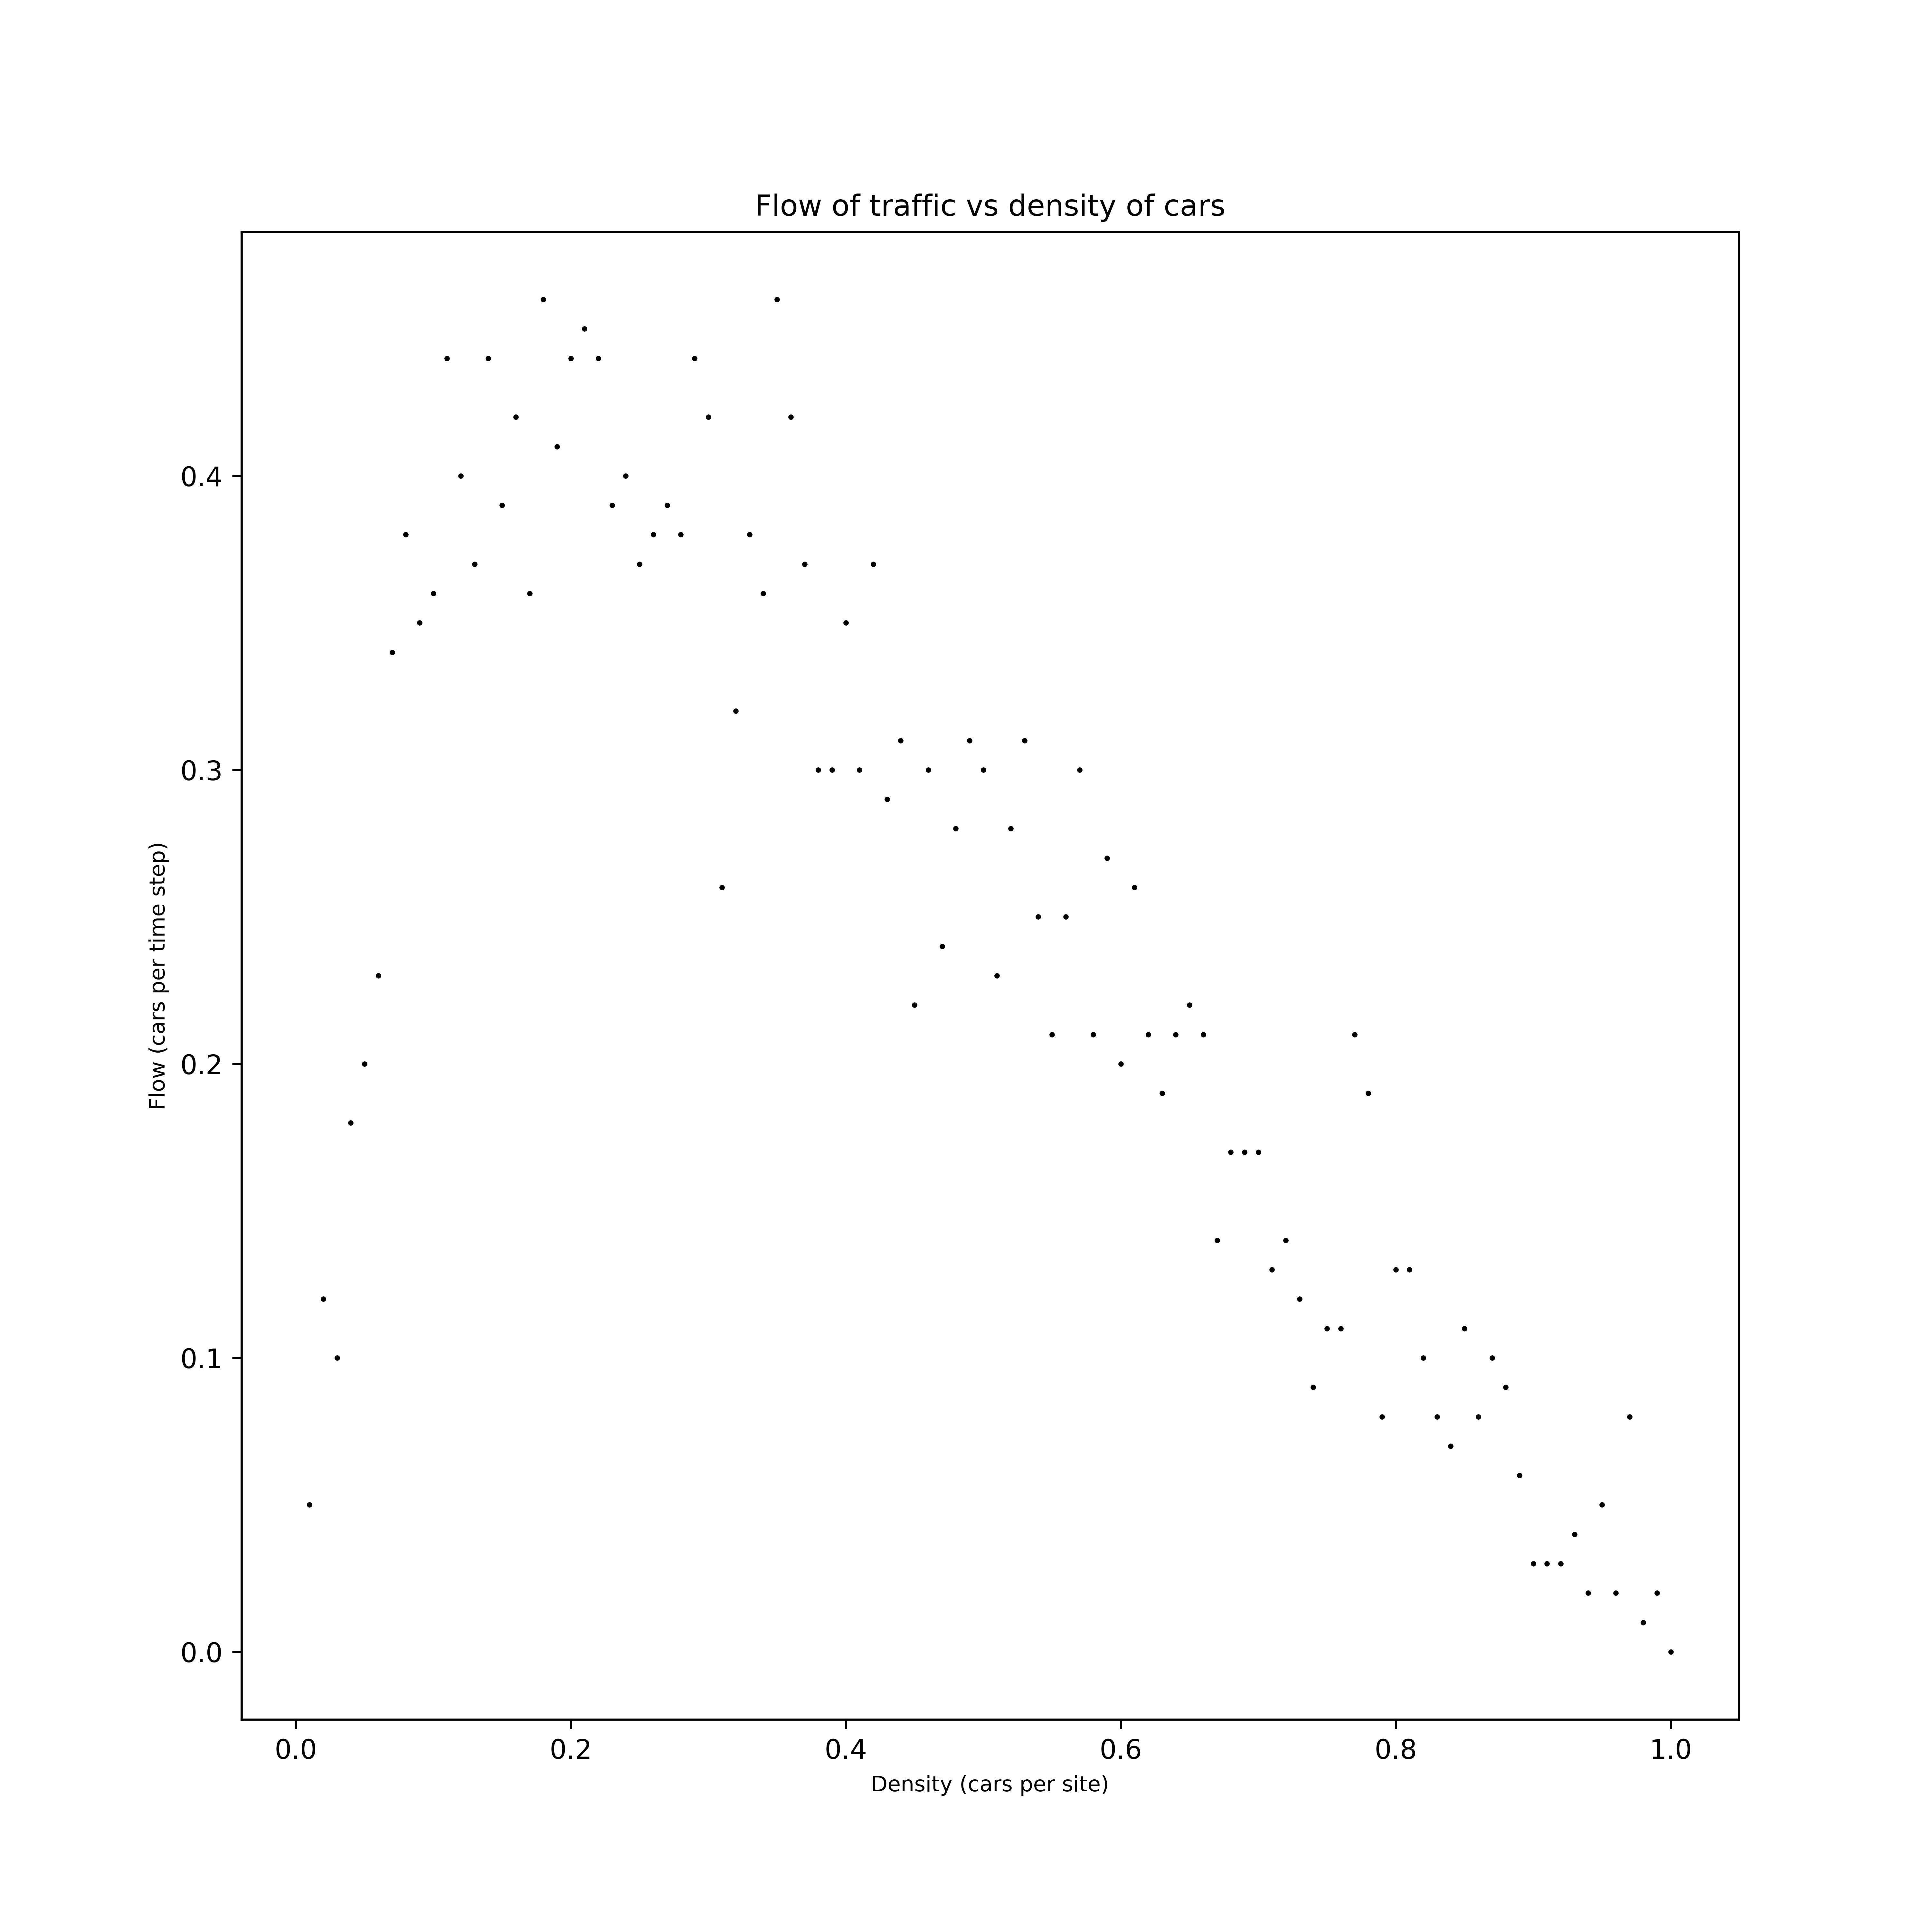 Flow of traffic vs density of cars
0.4
0.3
0.2
0.1
0.0
Flow (cars per time step)
0.0 0.2 0.4 0.6 0.8 1.0
Density (cars per site)